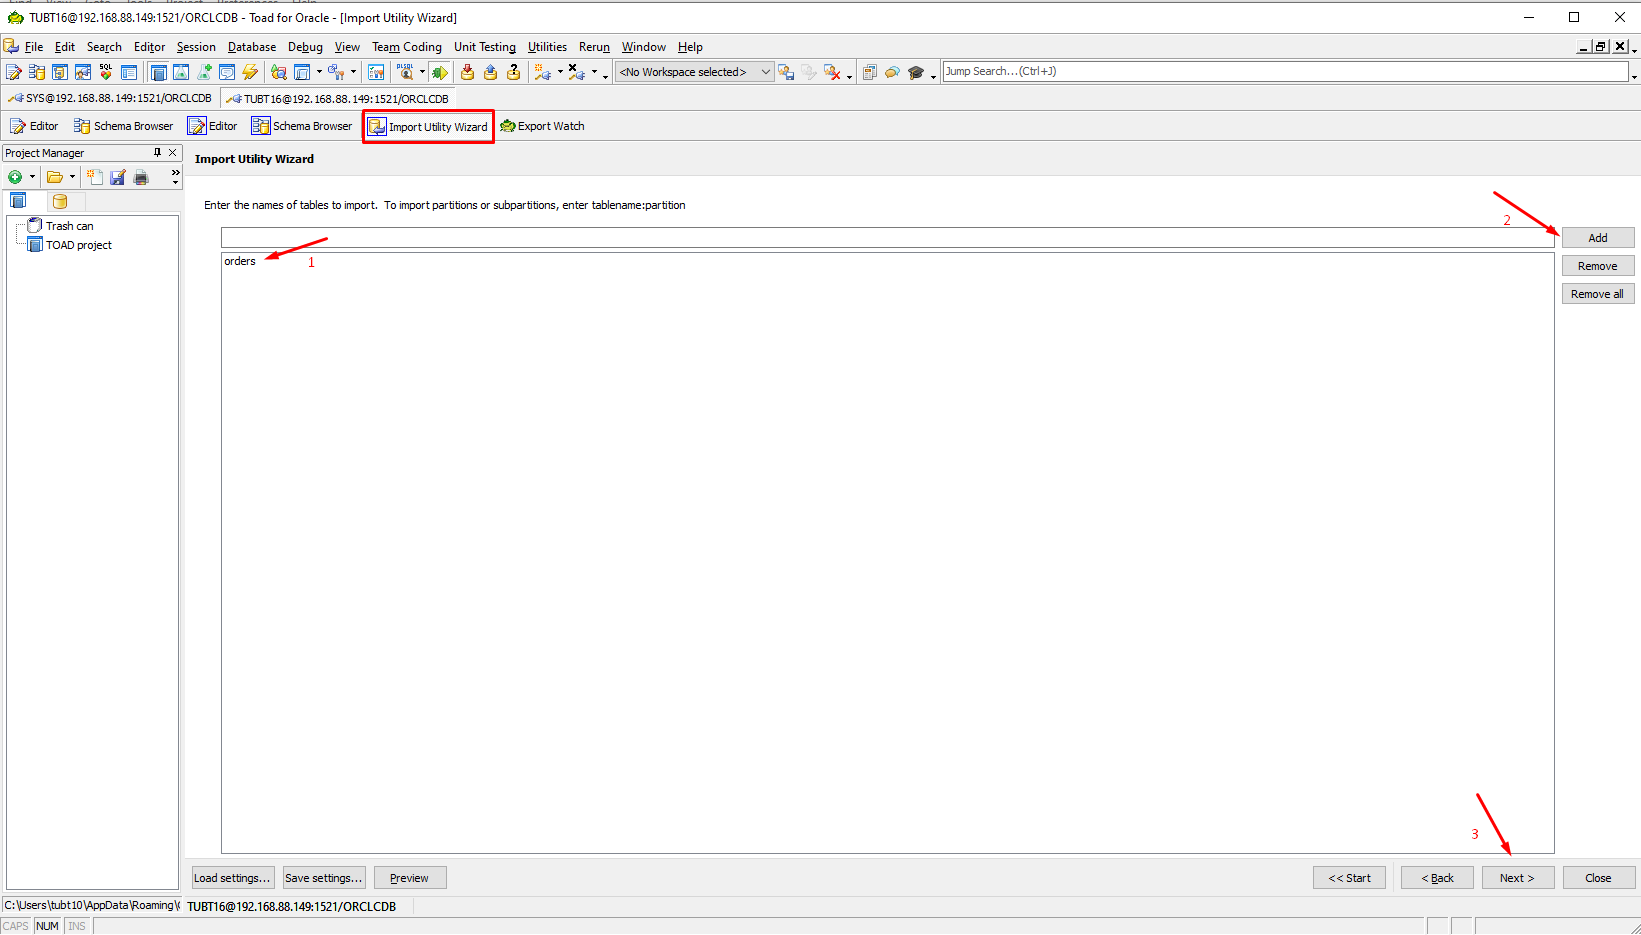 TUBT16@192.168.88.149:1521/ORCLCDB - Toad for Oracle - [Import Utility Wizard]
File Edit Search Editor Session Database Debug View Team Coding Unit Testing Utilities Rerun Window Help
SQL PLSQL <No Workspace selected> Jump Search...(Ctrl+J)
SYS@192.168.88.149:1521/ORCLCDB TUBT16@192.168.88.149:1521/ORCLCDB
Editor Schema Browser Editor Schema Browser Import Utility Wizard Export Watch
Project Manager
Import Utility Wizard
Trash can
TOAD project
Enter the names of tables to import. To import partitions or subpartitions, enter tablename:partition
2
Add
orders
1
Remove
Remove all
3
Load settings... Save settings... Preview << Start < Back Next > Close
C:\Users\tubt10\AppData\Roaming\ TUBT16@192.168.88.149:1521/ORCLCDB
CAPS NUM INS